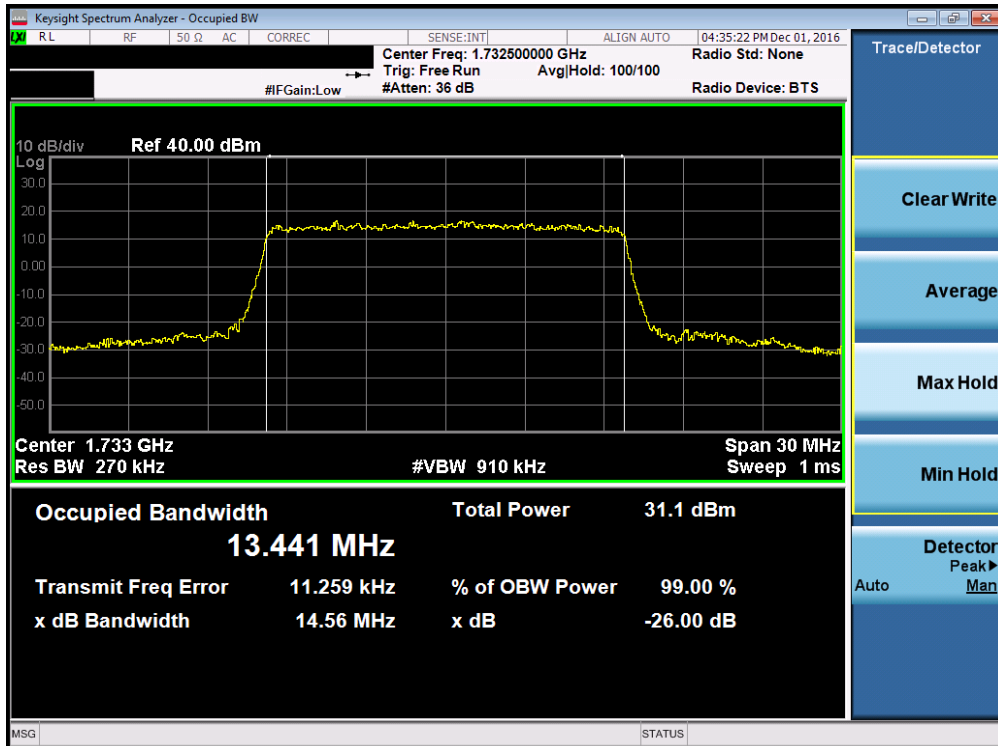 Keysight Spectrum Analyzer - Occupied BW
LXI RL RF 50 Ω AC CORREC SENSE:INT ALIGN AUTO 04:35:22 PM Dec 01, 2016
Center Freq: 1.732500000 GHz Radio Std: None
Trig: Free Run Avg|Hold: 100/100
#IFGain:Low #Atten: 36 dB Radio Device: BTS
Trace/Detector
10 dB/div Ref 40.00 dBm
Log
30.0
20.0
10.0
0.00
-10.0
-20.0
-30.0
-40.0
-50.0
Center 1.733 GHz Span 30 MHz
Res BW 270 kHz #VBW 910 kHz Sweep 1 ms
Occupied Bandwidth Total Power 31.1 dBm
13.441 MHz
Transmit Freq Error 11.259 kHz % of OBW Power 99.00 %
x dB Bandwidth 14.56 MHz x dB -26.00 dB
Clear Write
Average
Max Hold
Min Hold
Detector
Peak▶
Auto Man
MSG STATUS